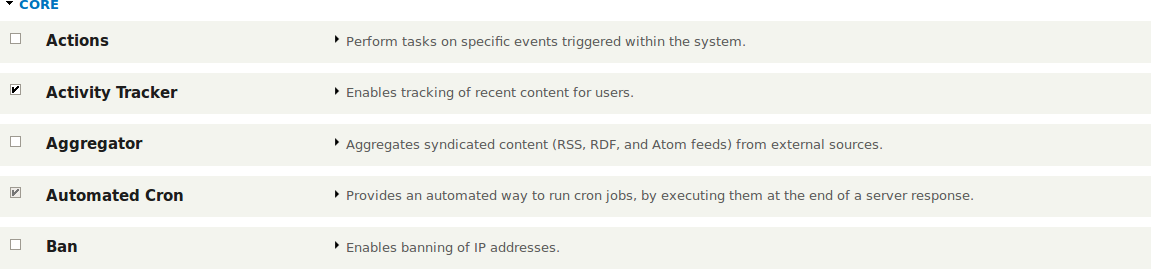 CORE
Actions Perform tasks on specific events triggered within the system.
Activity Tracker Enables tracking of recent content for users.
Aggregator Aggregates syndicated content (RSS, RDF, and Atom feeds) from external sources.
Automated Cron Provides an automated way to run cron jobs, by executing them at the end of a server response.
Ban Enables banning of IP addresses.